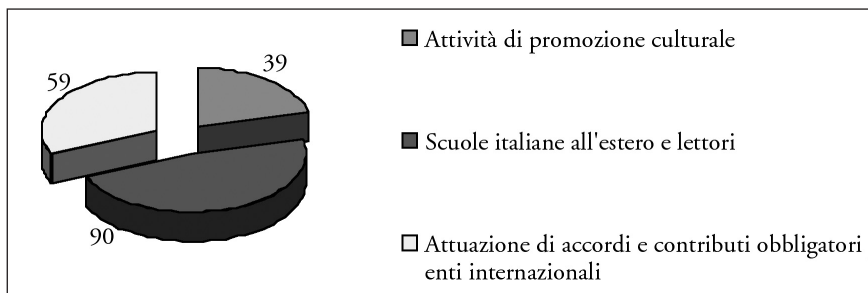 59
39
90
Attività di promozione culturale
Scuole italiane all'estero e lettori
Attuazione di accordi e contributi obbligatori
enti internazionali